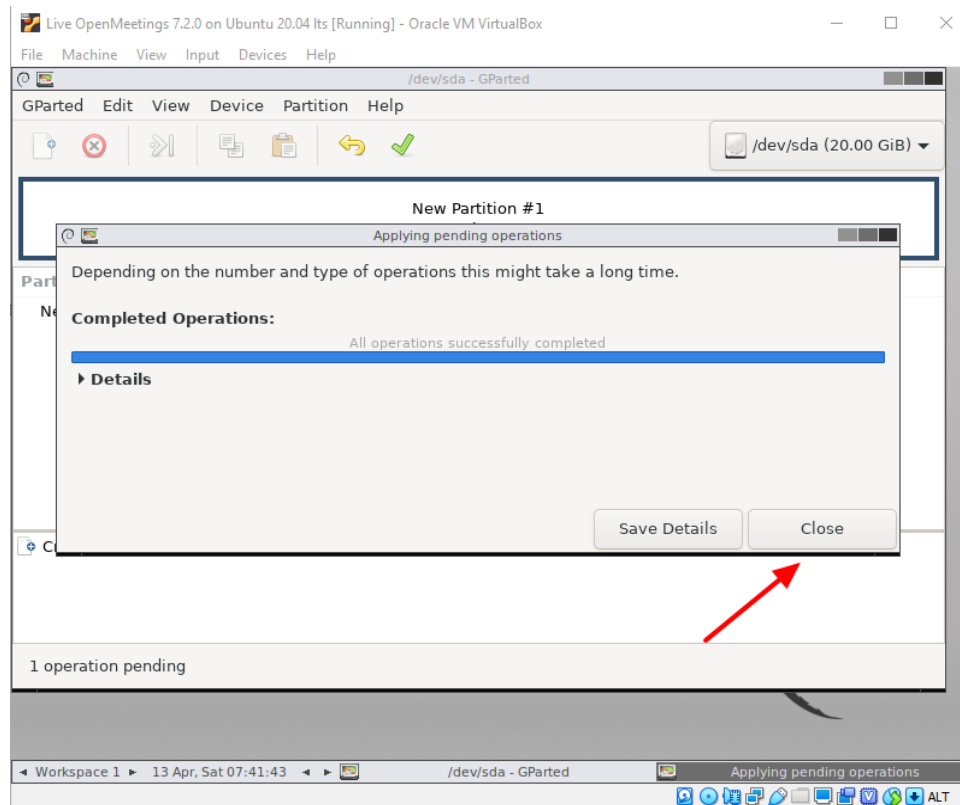 Live OpenMeetings 7.2.0 on Ubuntu 20.04 lts [Running] - Oracle VM VirtualBox
File Machine View Input Devices Help
/dev/sda - GParted
GParted Edit View Device Partition Help
/dev/sda (20.00 GiB)
New Partition #1
Applying pending operations
Depending on the number and type of operations this might take a long time.
Part
Ne
Completed Operations:
All operations successfully completed
Details
Save Details Close
Cr
1 operation pending
Workspace 1 13 Apr, Sat 07:41:43 /dev/sda - GParted Applying pending operations
ALT